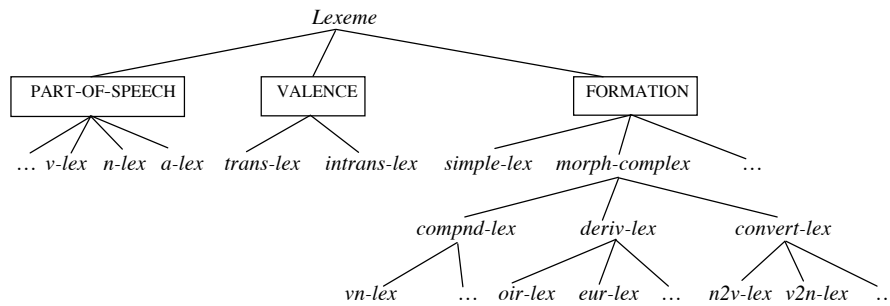 Lexeme
PART-OF-SPEECH VALENCE FORMATION
… v-lex n-lex a-lex trans-lex intrans-lex simple-lex morph-complex …
compnd-lex deriv-lex convert-lex
vn-lex … oir-lex eur-lex … n2v-lex v2n-lex …